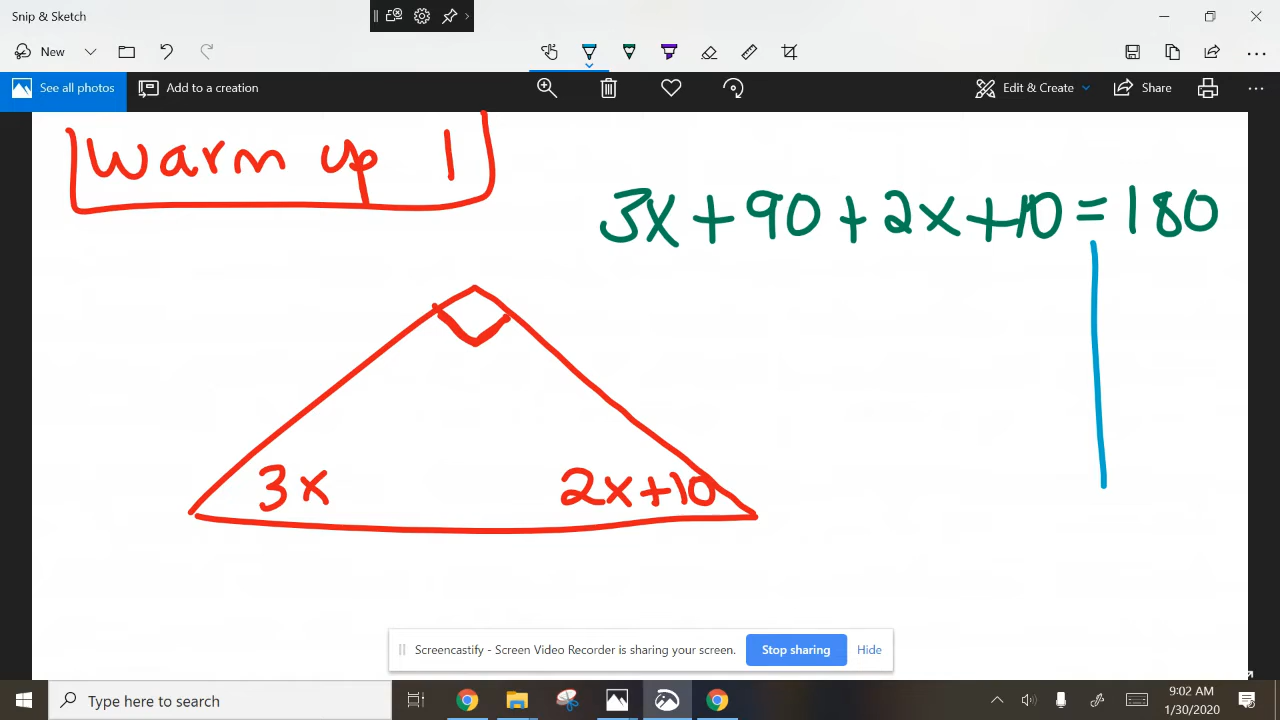 Snip & Sketch
New
See all photos
Add to a creation
Edit & Create
Share
Warm up 1
3x + 90 + 2x + 10 = 180
3x
2x+10
Screencastify - Screen Video Recorder is sharing your screen.
Stop sharing
Hide
Type here to search
9:02 AM
1/30/2020